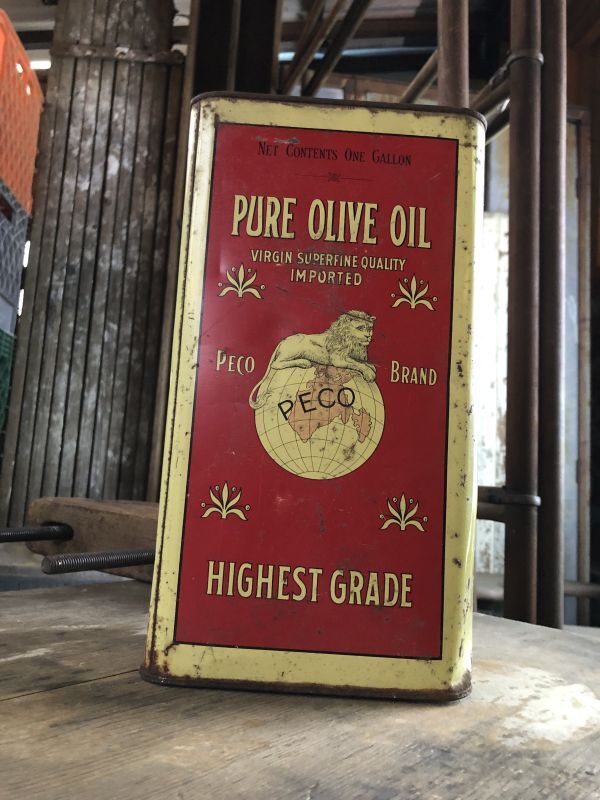 NET CONTENTS ONE GALLON
PURE OLIVE OIL
VIRGIN SUPERFINE QUALITY
IMPORTED
PECO BRAND
PECO
HIGHEST GRADE